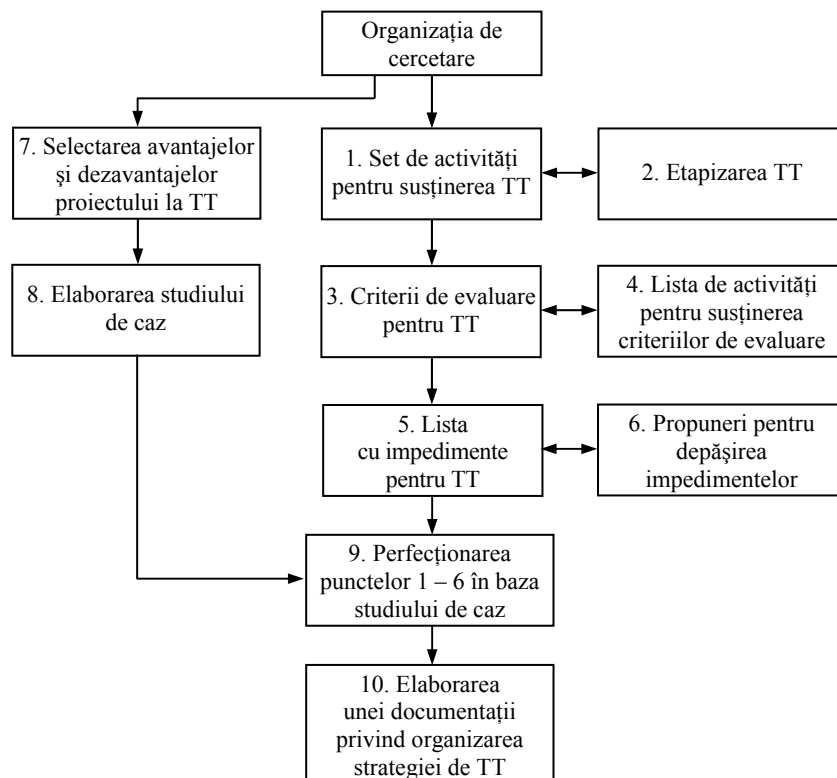 Organizația de
cercetare
7. Selectarea avantajelor
şi dezavantajelor
proiectului la TT
1. Set de activități
pentru susținerea TT
2. Etapizarea TT
8. Elaborarea studiului
de caz
3. Criterii de evaluare
pentru TT
4. Lista de activități
pentru susținerea
criteriilor de evaluare
5. Lista
cu impedimente
pentru TT
6. Propuneri pentru
depăşirea
impedimentelor
9. Perfecționarea
punctelor 1 – 6 în baza
studiului de caz
10. Elaborarea
unei documentații
privind organizarea
strategiei de TT